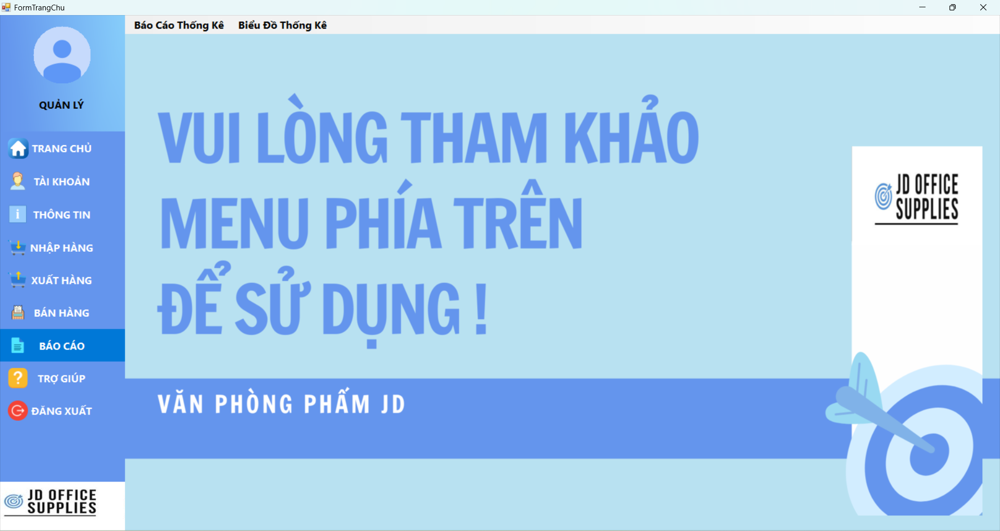 FormTrangChu
Báo Cáo Thống Kê Biểu Đồ Thống Kê
QUẢN LÝ
TRANG CHỦ
TÀI KHOẢN
i THÔNG TIN
NHẬP HÀNG
XUẤT HÀNG
BÁN HÀNG
BÁO CÁO
? TRỢ GIÚP
ĐĂNG XUẤT
JD OFFICE
SUPPLIES
VUI LÒNG THAM KHẢO
MENU PHÍA TRÊN
ĐỂ SỬ DỤNG !
VĂN PHÒNG PHẨM JD
JD OFFICE
SUPPLIES